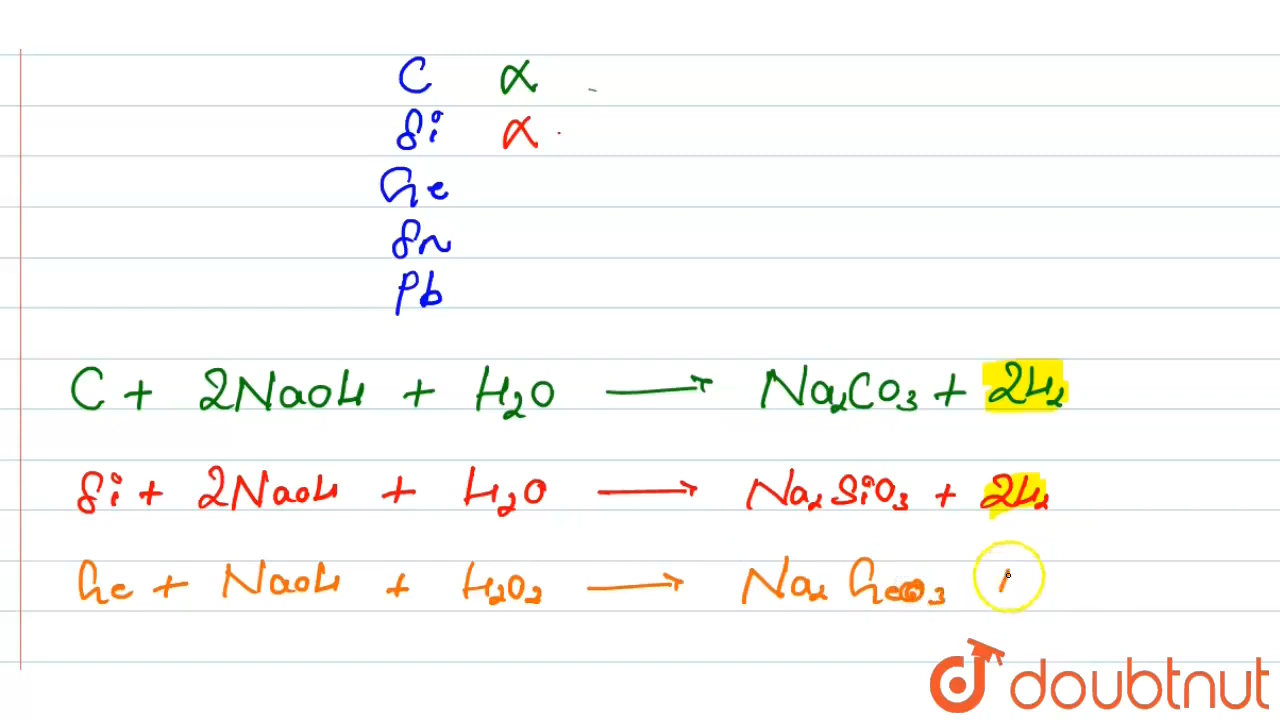 C α
Si α
Ge
Sn
Pb
C + 2NaOH + H₂O ⟶ Na₂CO₃ + 2H₂
Si + 2NaOH + H₂O ⟶ Na₂SiO₃ + 2H₂
Ge + NaOH + H₂O₂ ⟶ Na₂GeO₃
doubtnut